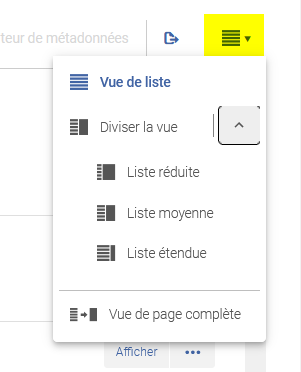 teur de métadonnées
Vue de liste
Diviser la vue
Liste réduite
Liste moyenne
Liste étendue
Vue de page complète
Afficher